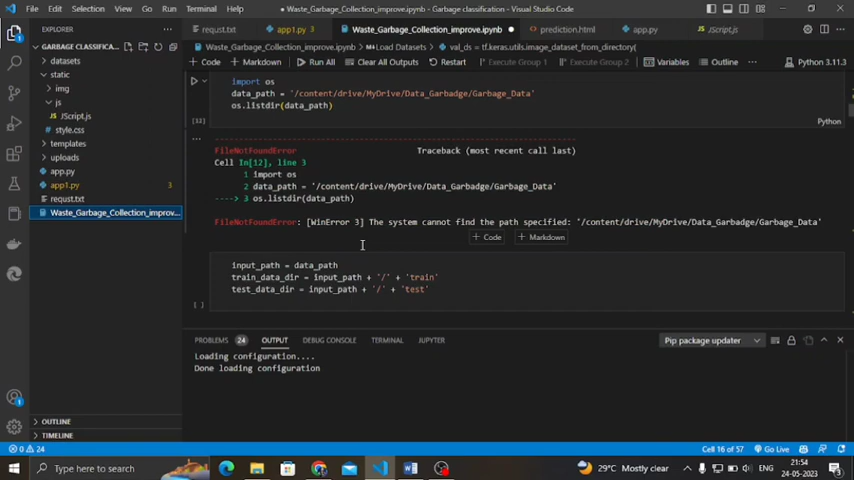 File Edit Selection View Go Run Terminal Help
Waste_Garbage_Collection_improve.ipynb - Garbage classification - Visual Studio Code
EXPLORER
requst.txt app1.py 3 Waste_Garbage_Collection_improve.ipynb prediction.html app.py JScript.js
GARBAGE CLASSIFICA...
Waste_Garbage_Collection_improve.ipynb > Load Datasets > val_ds = tf.keras.utils.image_dataset_from_directory(
+ Code + Markdown Run All Clear All Outputs Restart Execute Group 1 Execute Group 2 Variables Outline ... Python 3.11.3
datasets
static
img
js
JScript.js
style.css
templates
uploads
app.py
app1.py 3
requst.txt
Waste_Garbage_Collection_improv...
import os
data_path = '/content/drive/MyDrive/Data_Garbadge/Garbage_Data'
os.listdir(data_path)
[12]
Python
...
FileNotFoundError Traceback (most recent call last)
Cell In[12], line 3
1 import os
2 data_path = '/content/drive/MyDrive/Data_Garbadge/Garbage_Data'
----> 3 os.listdir(data_path)
FileNotFoundError: [WinError 3] The system cannot find the path specified: '/content/drive/MyDrive/Data_Garbadge/Garbage_Data'
+ Code + Markdown
input_path = data_path
train_data_dir = input_path + '/' + 'train'
test_data_dir = input_path + '/' + 'test'
[ ]
PROBLEMS 24 OUTPUT DEBUG CONSOLE TERMINAL JUPYTER
Pip package updater
Loading configuration....
Done loading configuration
OUTLINE
TIMELINE
0 24
Cell 16 of 57 Go Live
Type here to search
29°C Mostly clear
ENG
21:54
24-05-2023
3